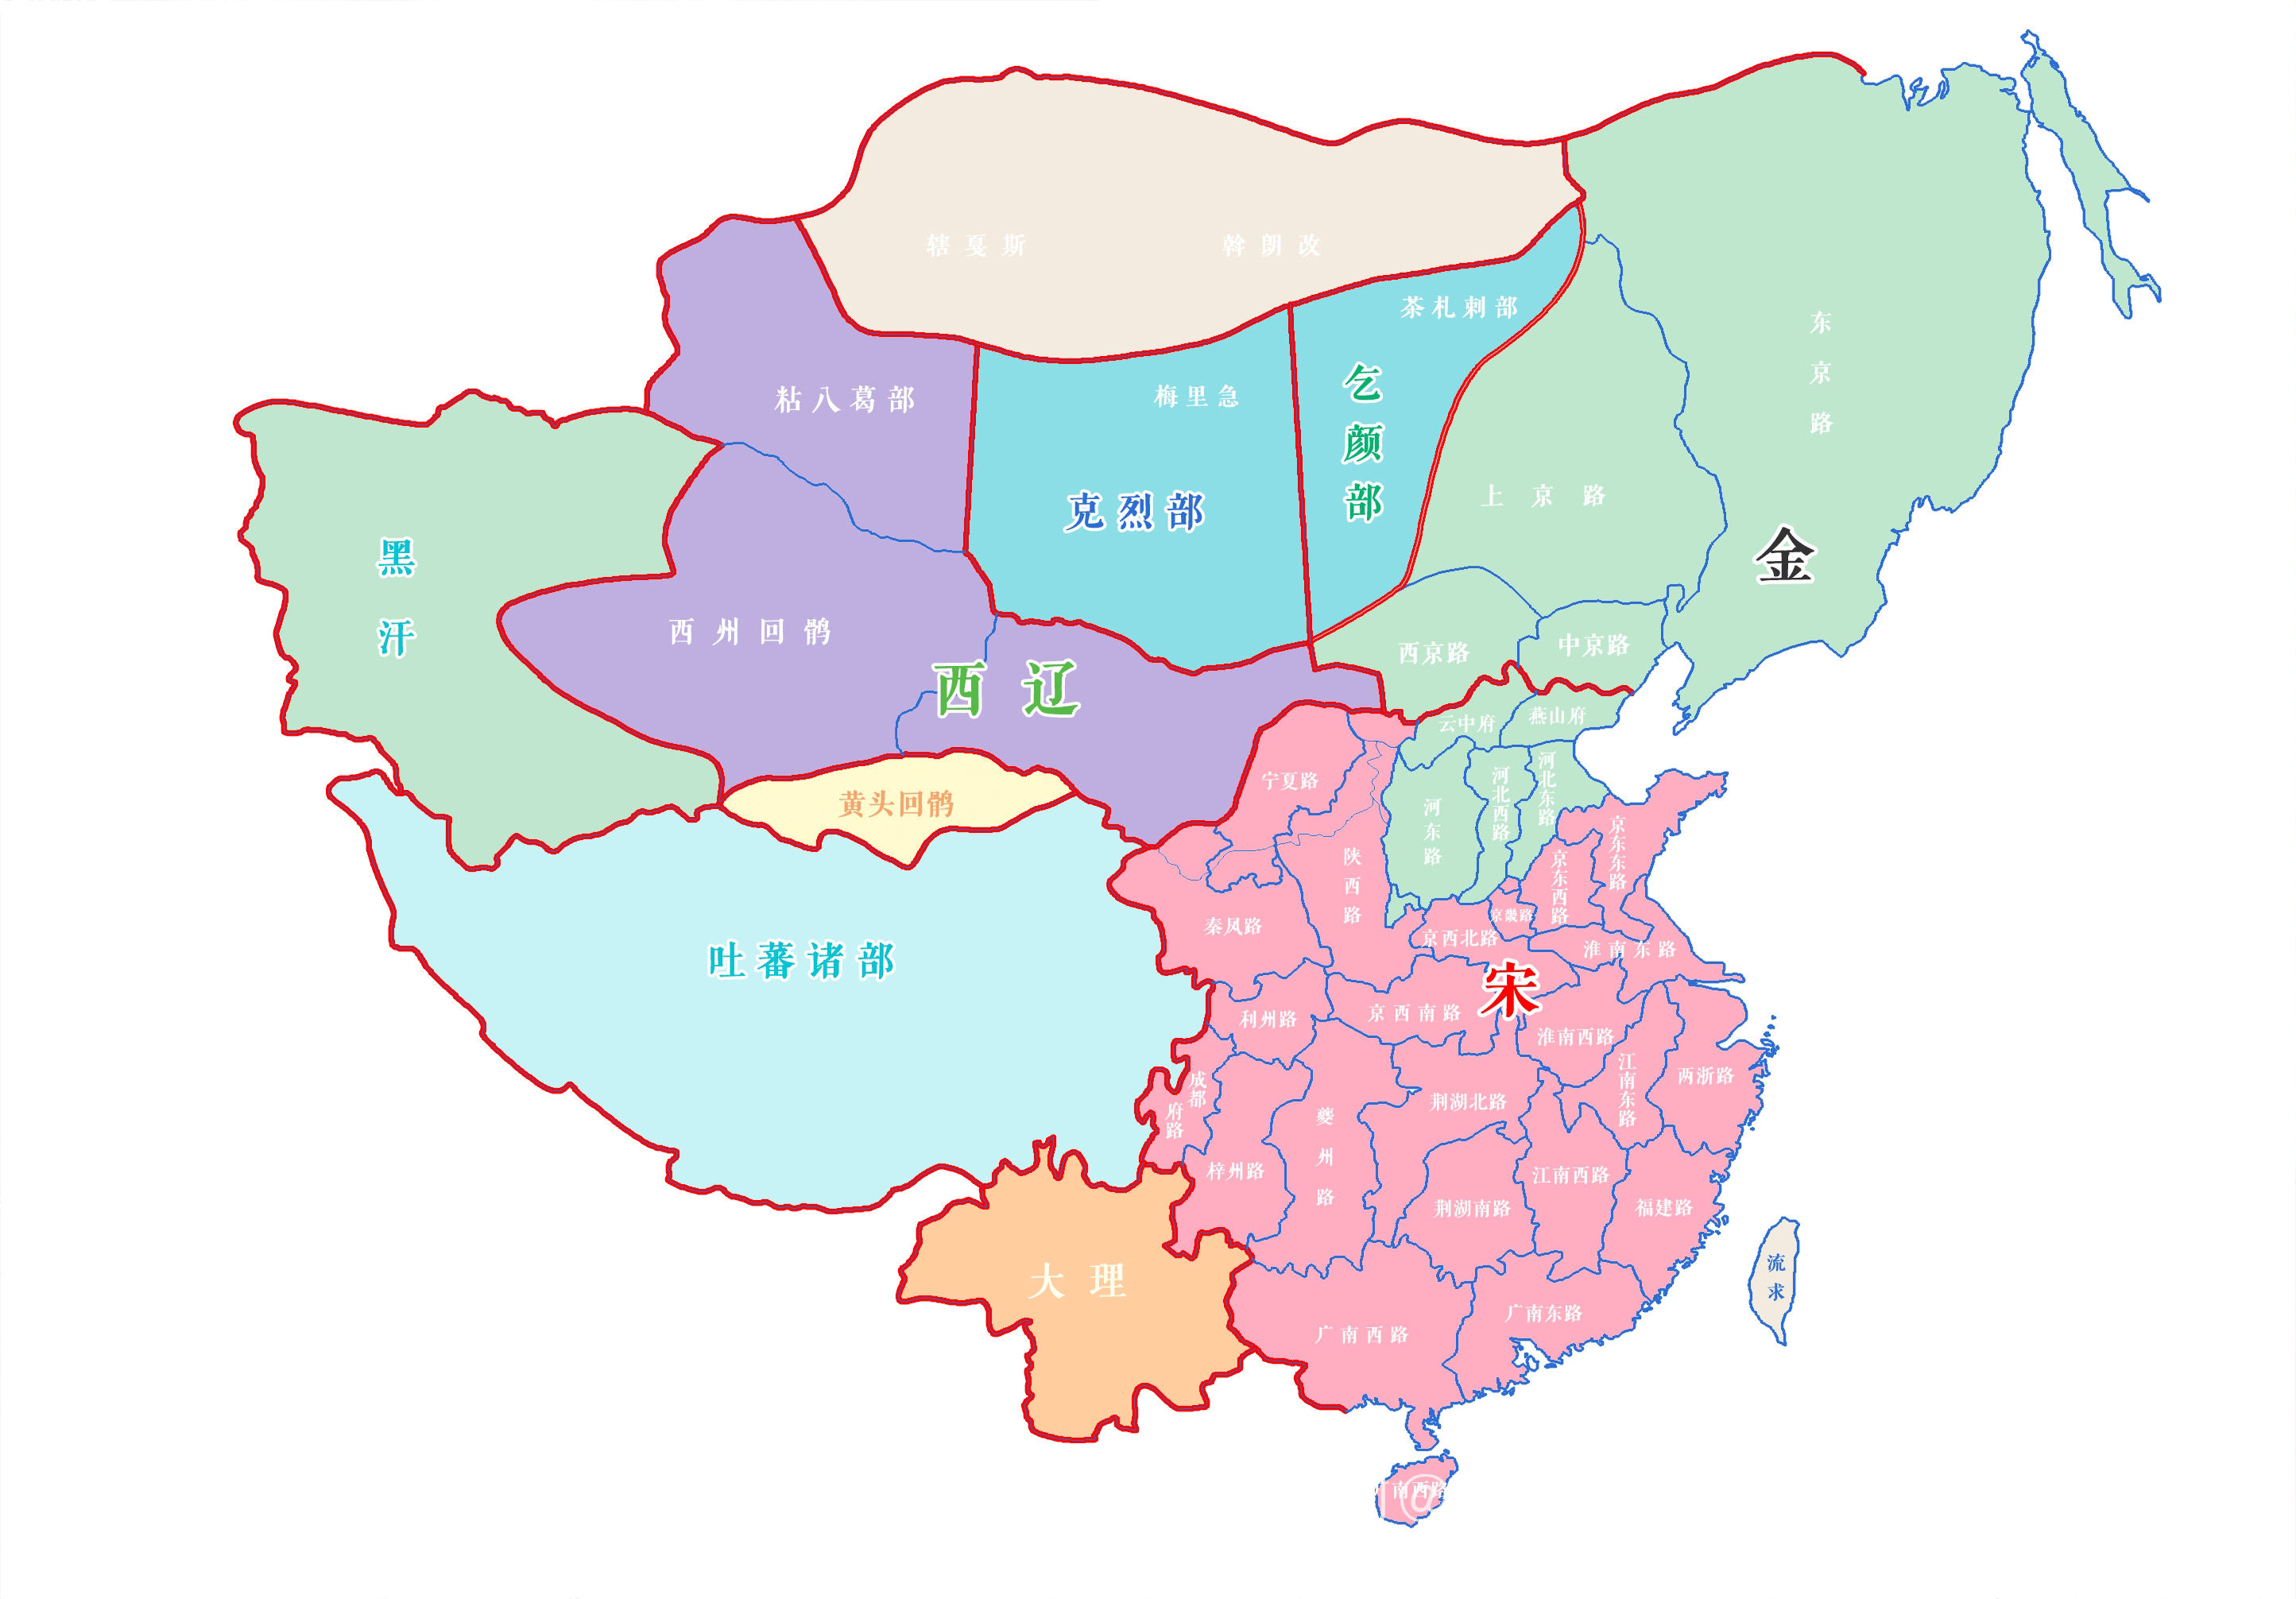 辖戛斯
斡朗改
茶札剌部
东京路
粘八葛部
梅里急
乞颜部
克烈部
上京路
金
黑汗
西州回鹘
西辽
西京路
中京路
云中府
燕山府
宁夏路
黄头回鹘
河东路
河北西路
河北东路
京东东路
京东西路
陕西路
秦凤路
京畿路
京西北路
淮南东路
吐蕃诸部
宋
利州路
京西南路
淮南西路
江南东路
两浙路
成都
府路
荆湖北路
夔州路
梓州路
江南西路
荆湖南路
福建路
大理
流求
广南西路
广南东路
南西路
@